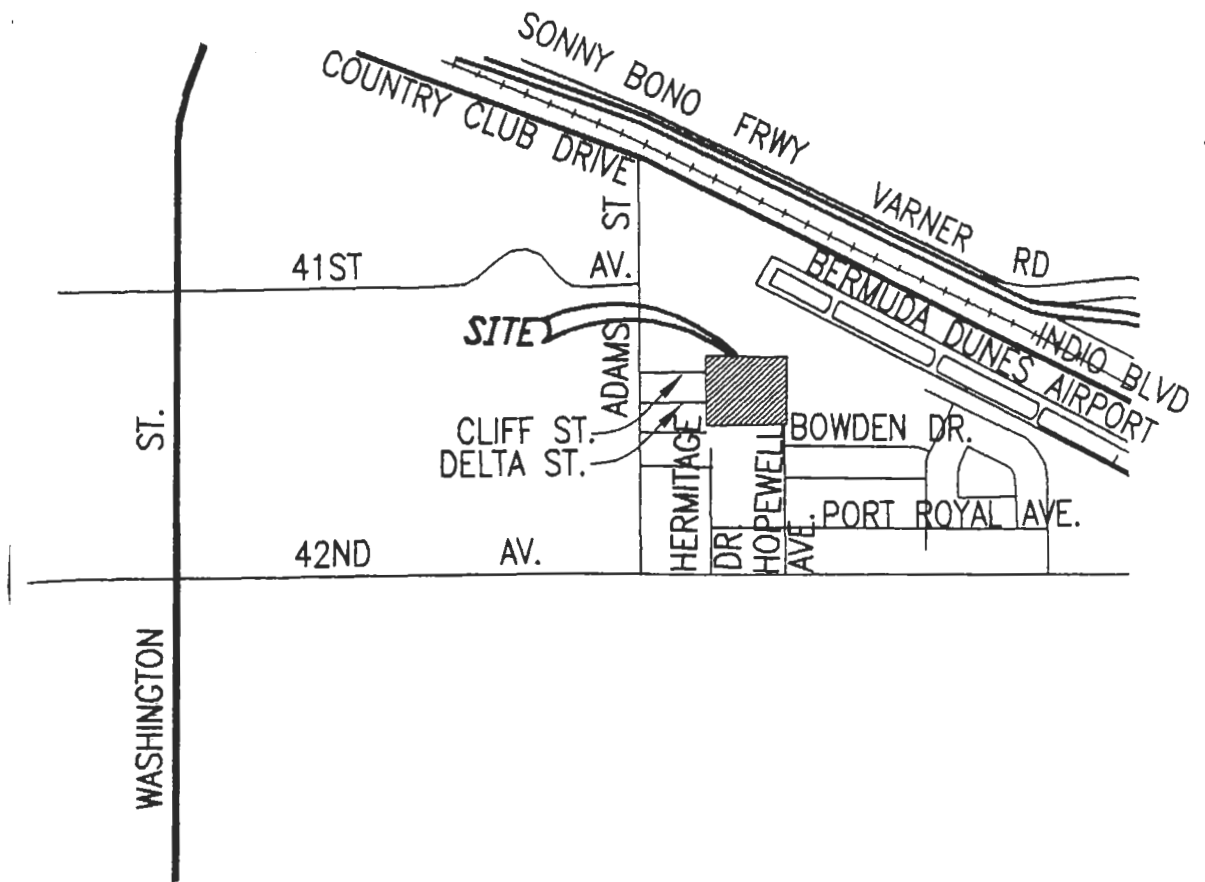 SONNY BONO FRWY
COUNTRY CLUB DRIVE
VARNER RD
41ST AV.
ADAMS ST
BERMUDA DUNES AIRPORT
INDIO BLVD
SITE
CLIFF ST.
DELTA ST.
BOWDEN DR.
HERMITAGE DR.
HOPEWELL AVE.
PORT ROYAL AVE.
42ND AV.
WASHINGTON ST.